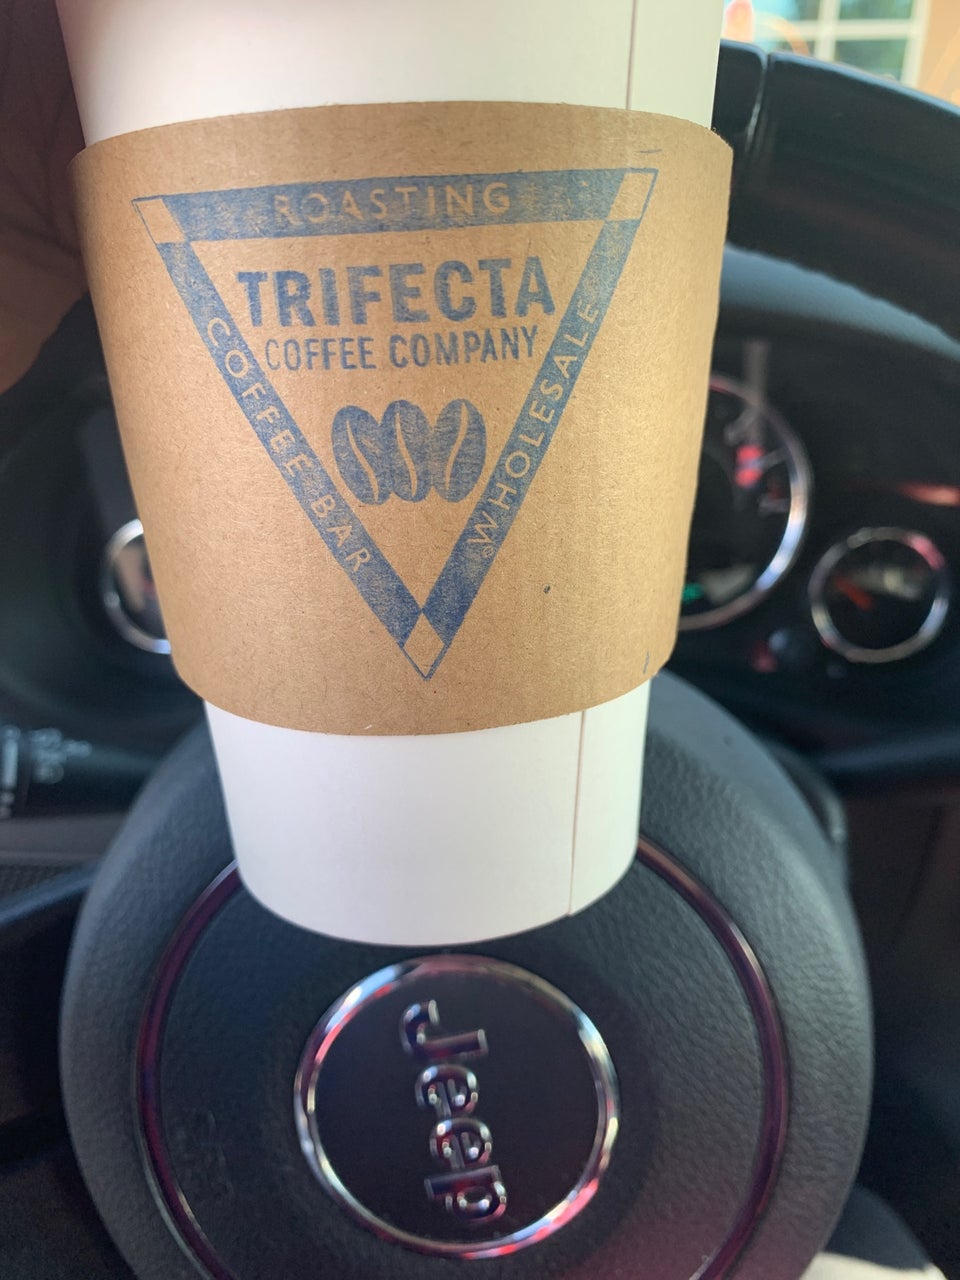 ROASTING
TRIFECTA
COFFEE COMPANY
COFFEE BAR
WHOLESALE
Jeep